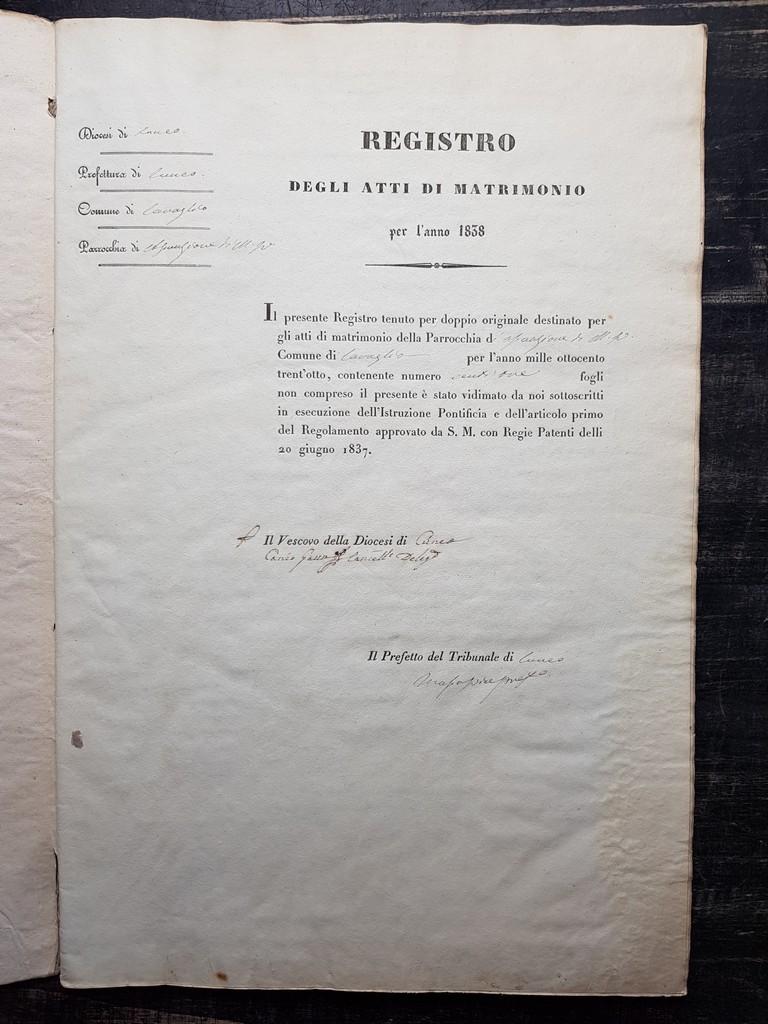 Diocesi di Cuneo.
Prefettura di Cuneo.
Comune di
Parrocchia di
REGISTRO
DEGLI ATTI DI MATRIMONIO
per l'anno 1838
Il presente Registro tenuto per doppio originale destinato per
gli atti di matrimonio della Parrocchia d
Comune di per l'anno mille ottocento
trent'otto, contenente numero fogli
non compreso il presente è stato vidimato da noi sottoscritti
in esecuzione dell'Istruzione Pontificia e dell'articolo primo
del Regolamento approvato da S. M. con Regie Patenti delli
20 giugno 1837.
Il Vescovo della Diocesi di Cuneo
Il Prefetto del Tribunale di Cuneo